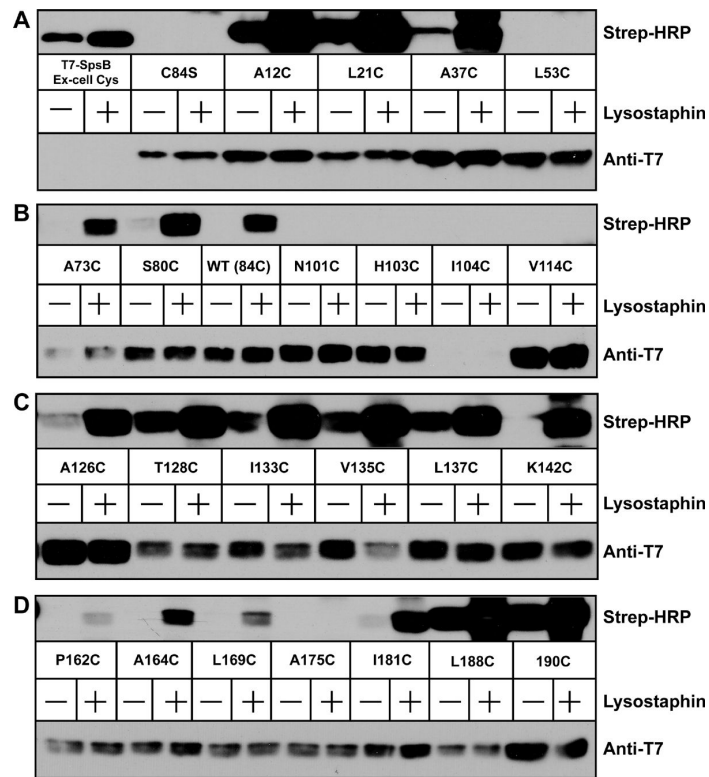 A
Strep-HRP
T7-SpsB
Ex-cell Cys
C84S A12C L21C A37C L53C
— + — + — + — + — + — + Lysostaphin
Anti-T7
B
Strep-HRP
A73C S80C WT (84C) N101C H103C I104C V114C
— + — + — + — + — + — + — + Lysostaphin
Anti-T7
C
Strep-HRP
A126C T128C I133C V135C L137C K142C
— + — + — + — + — + — + Lysostaphin
Anti-T7
D
Strep-HRP
P162C A164C L169C A175C I181C L188C 190C
— + — + — + — + — + — + — + Lysostaphin
Anti-T7